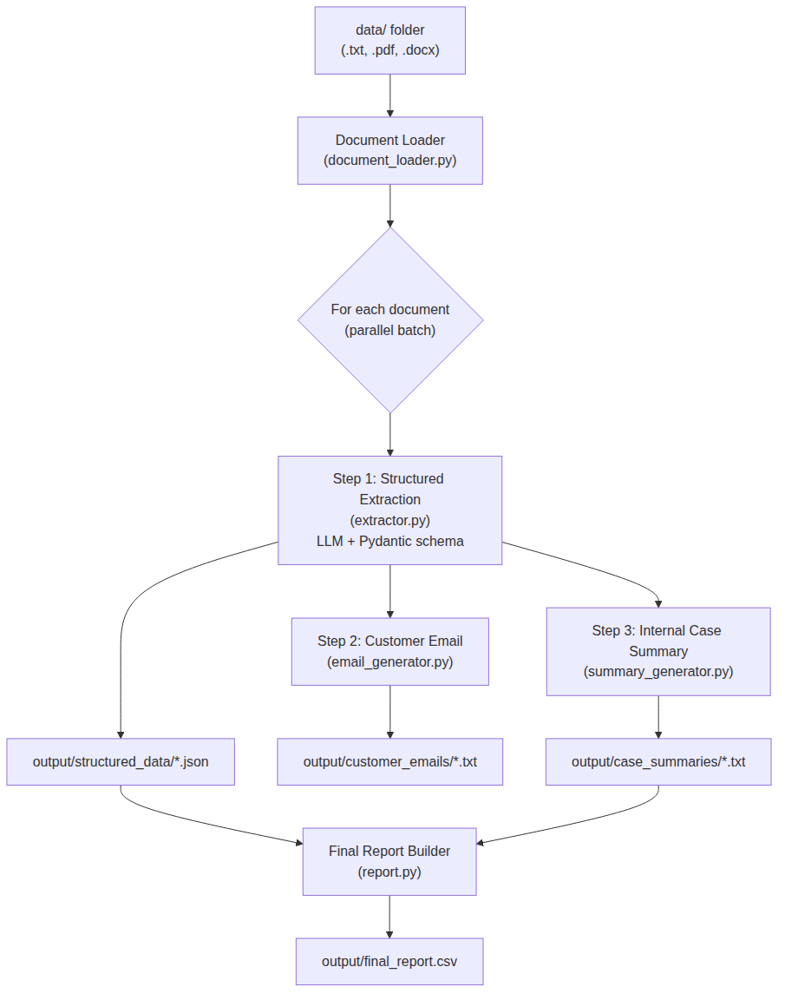 data/ folder
(.txt, .pdf, .docx)
Document Loader
(document_loader.py)
For each document
(parallel batch)
Step 1: Structured
Extraction
(extractor.py)
LLM + Pydantic schema
Step 2: Customer Email
(email_generator.py)
Step 3: Internal Case
Summary
(summary_generator.py)
output/structured_data/*.json
output/customer_emails/*.txt
output/case_summaries/*.txt
Final Report Builder
(report.py)
output/final_report.csv